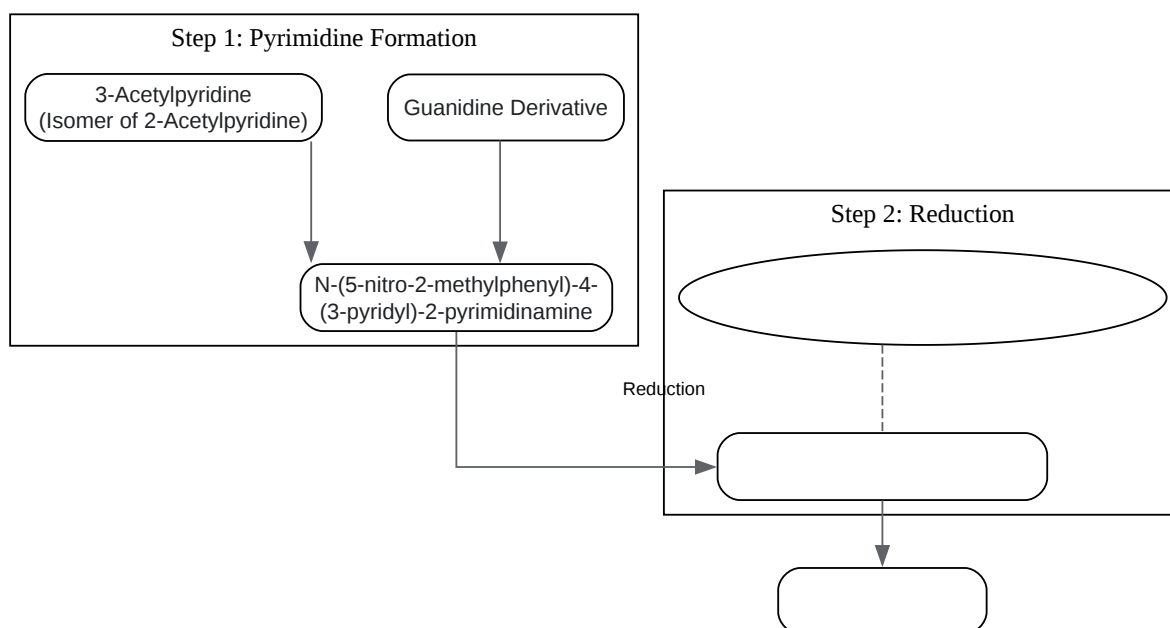 Step 1: Pyrimidine Formation
3-Acetylpyridine
(Isomer of 2-Acetylpyridine)
Guanidine Derivative
N-(5-nitro-2-methylphenyl)-4-
(3-pyridyl)-2-pyrimidinamine
Step 2: Reduction
Reduction